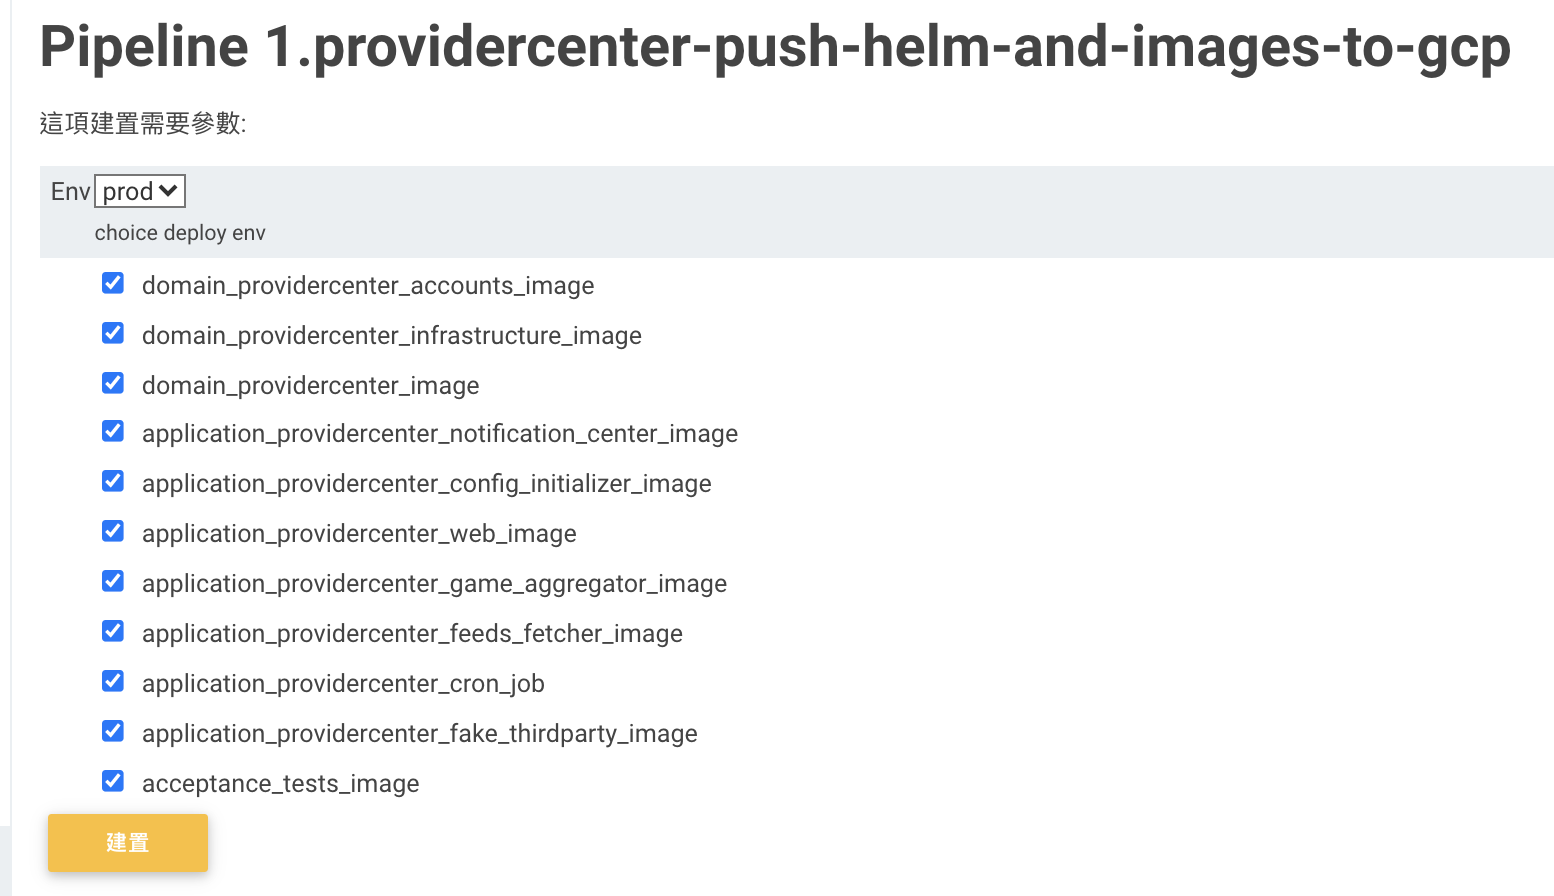 Pipeline 1.providercenter-push-helm-and-images-to-gcp
這項建置需要參數:
Env prod
choice deploy env
domain_providercenter_accounts_image
domain_providercenter_infrastructure_image
domain_providercenter_image
application_providercenter_notification_center_image
application_providercenter_config_initializer_image
application_providercenter_web_image
application_providercenter_game_aggregator_image
application_providercenter_feeds_fetcher_image
application_providercenter_cron_job
application_providercenter_fake_thirdparty_image
acceptance_tests_image
建置